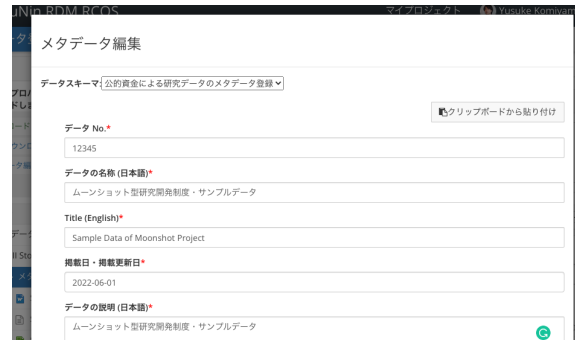 uNin RDM RCOS
マイプロジェクト
Yusuke Komiyam
メタデータ編集
データスキーマ: 公的資金による研究データのメタデータ登録
クリップボードから貼り付け
データ No.*
12345
データの名称 (日本語)*
ムーンショット型研究開発制度・サンプルデータ
Title (English)*
Sample Data of Moonshot Project
掲載日・掲載更新日*
2022-06-01
データの説明 (日本語)*
ムーンショット型研究開発制度・サンプルデータ